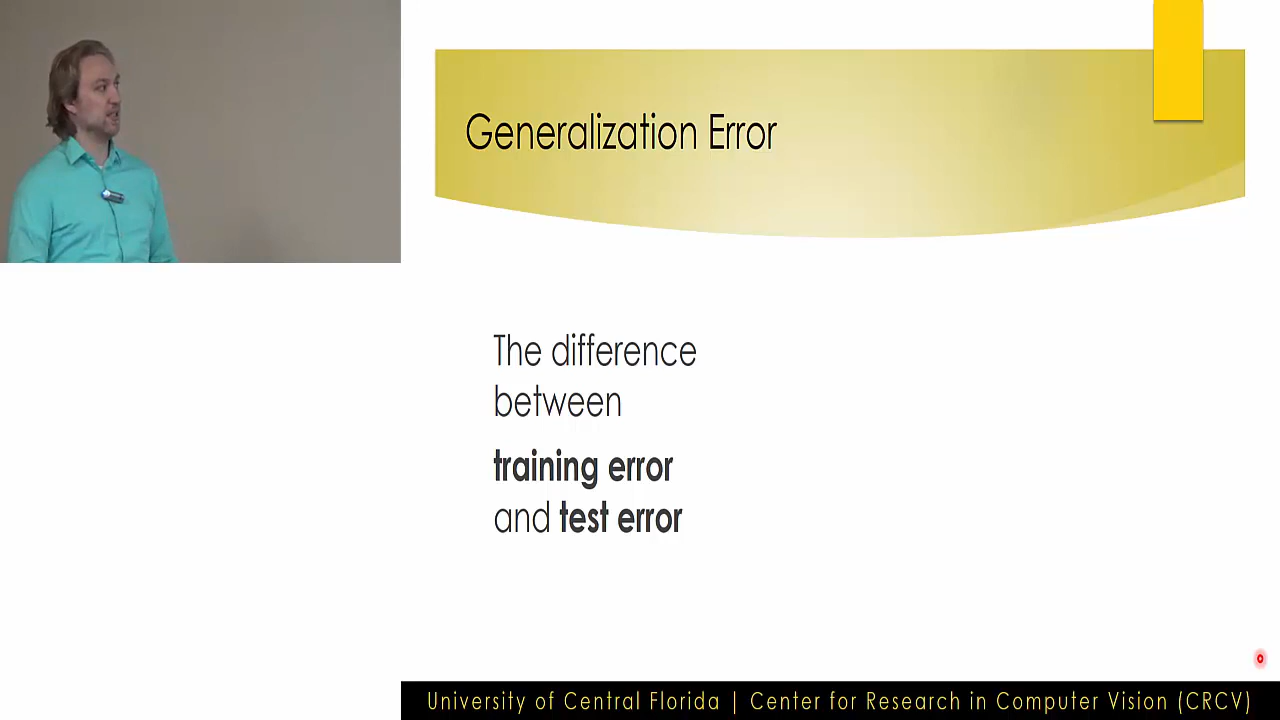 Generalization Error
The difference
between
training error
and test error
University of Central Florida | Center for Research in Computer Vision (CRCV)